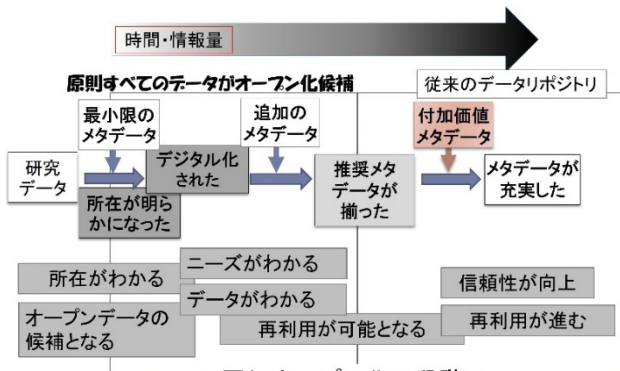 時間・情報量
原則すべてのデータがオープン化候補
従来のデータリポジトリ
最小限の
メタデータ
追加の
メタデータ
付加価値
メタデータ
研究
データ
デジタル化
された
所在が明ら
かになった
推奨メタ
データが
揃った
メタデータが
充実した
所在がわかる
ニーズがわかる
データがわかる
オープンデータの
候補となる
再利用が可能となる
信頼性が向上
再利用が進む